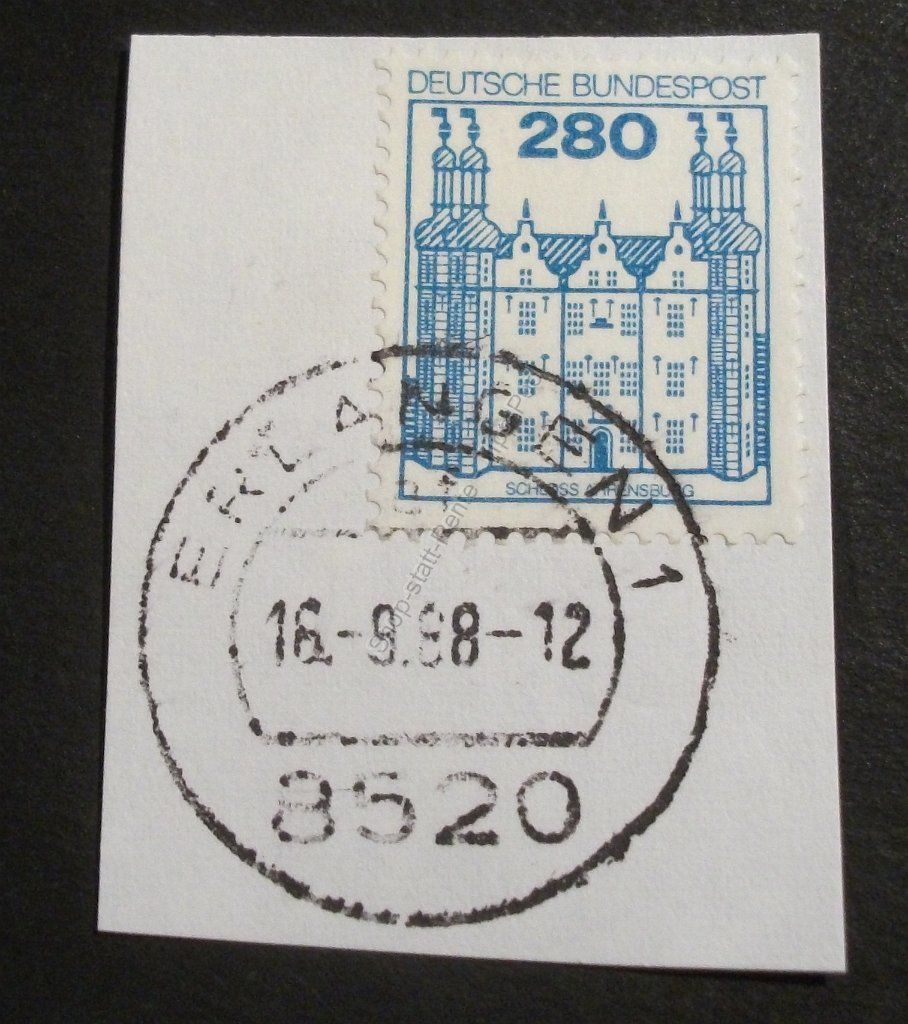 DEUTSCHE BUNDESPOST
280
SCHLOSS AHRENSBURG
ERLANGEN 1
16.-9.88-12
8520